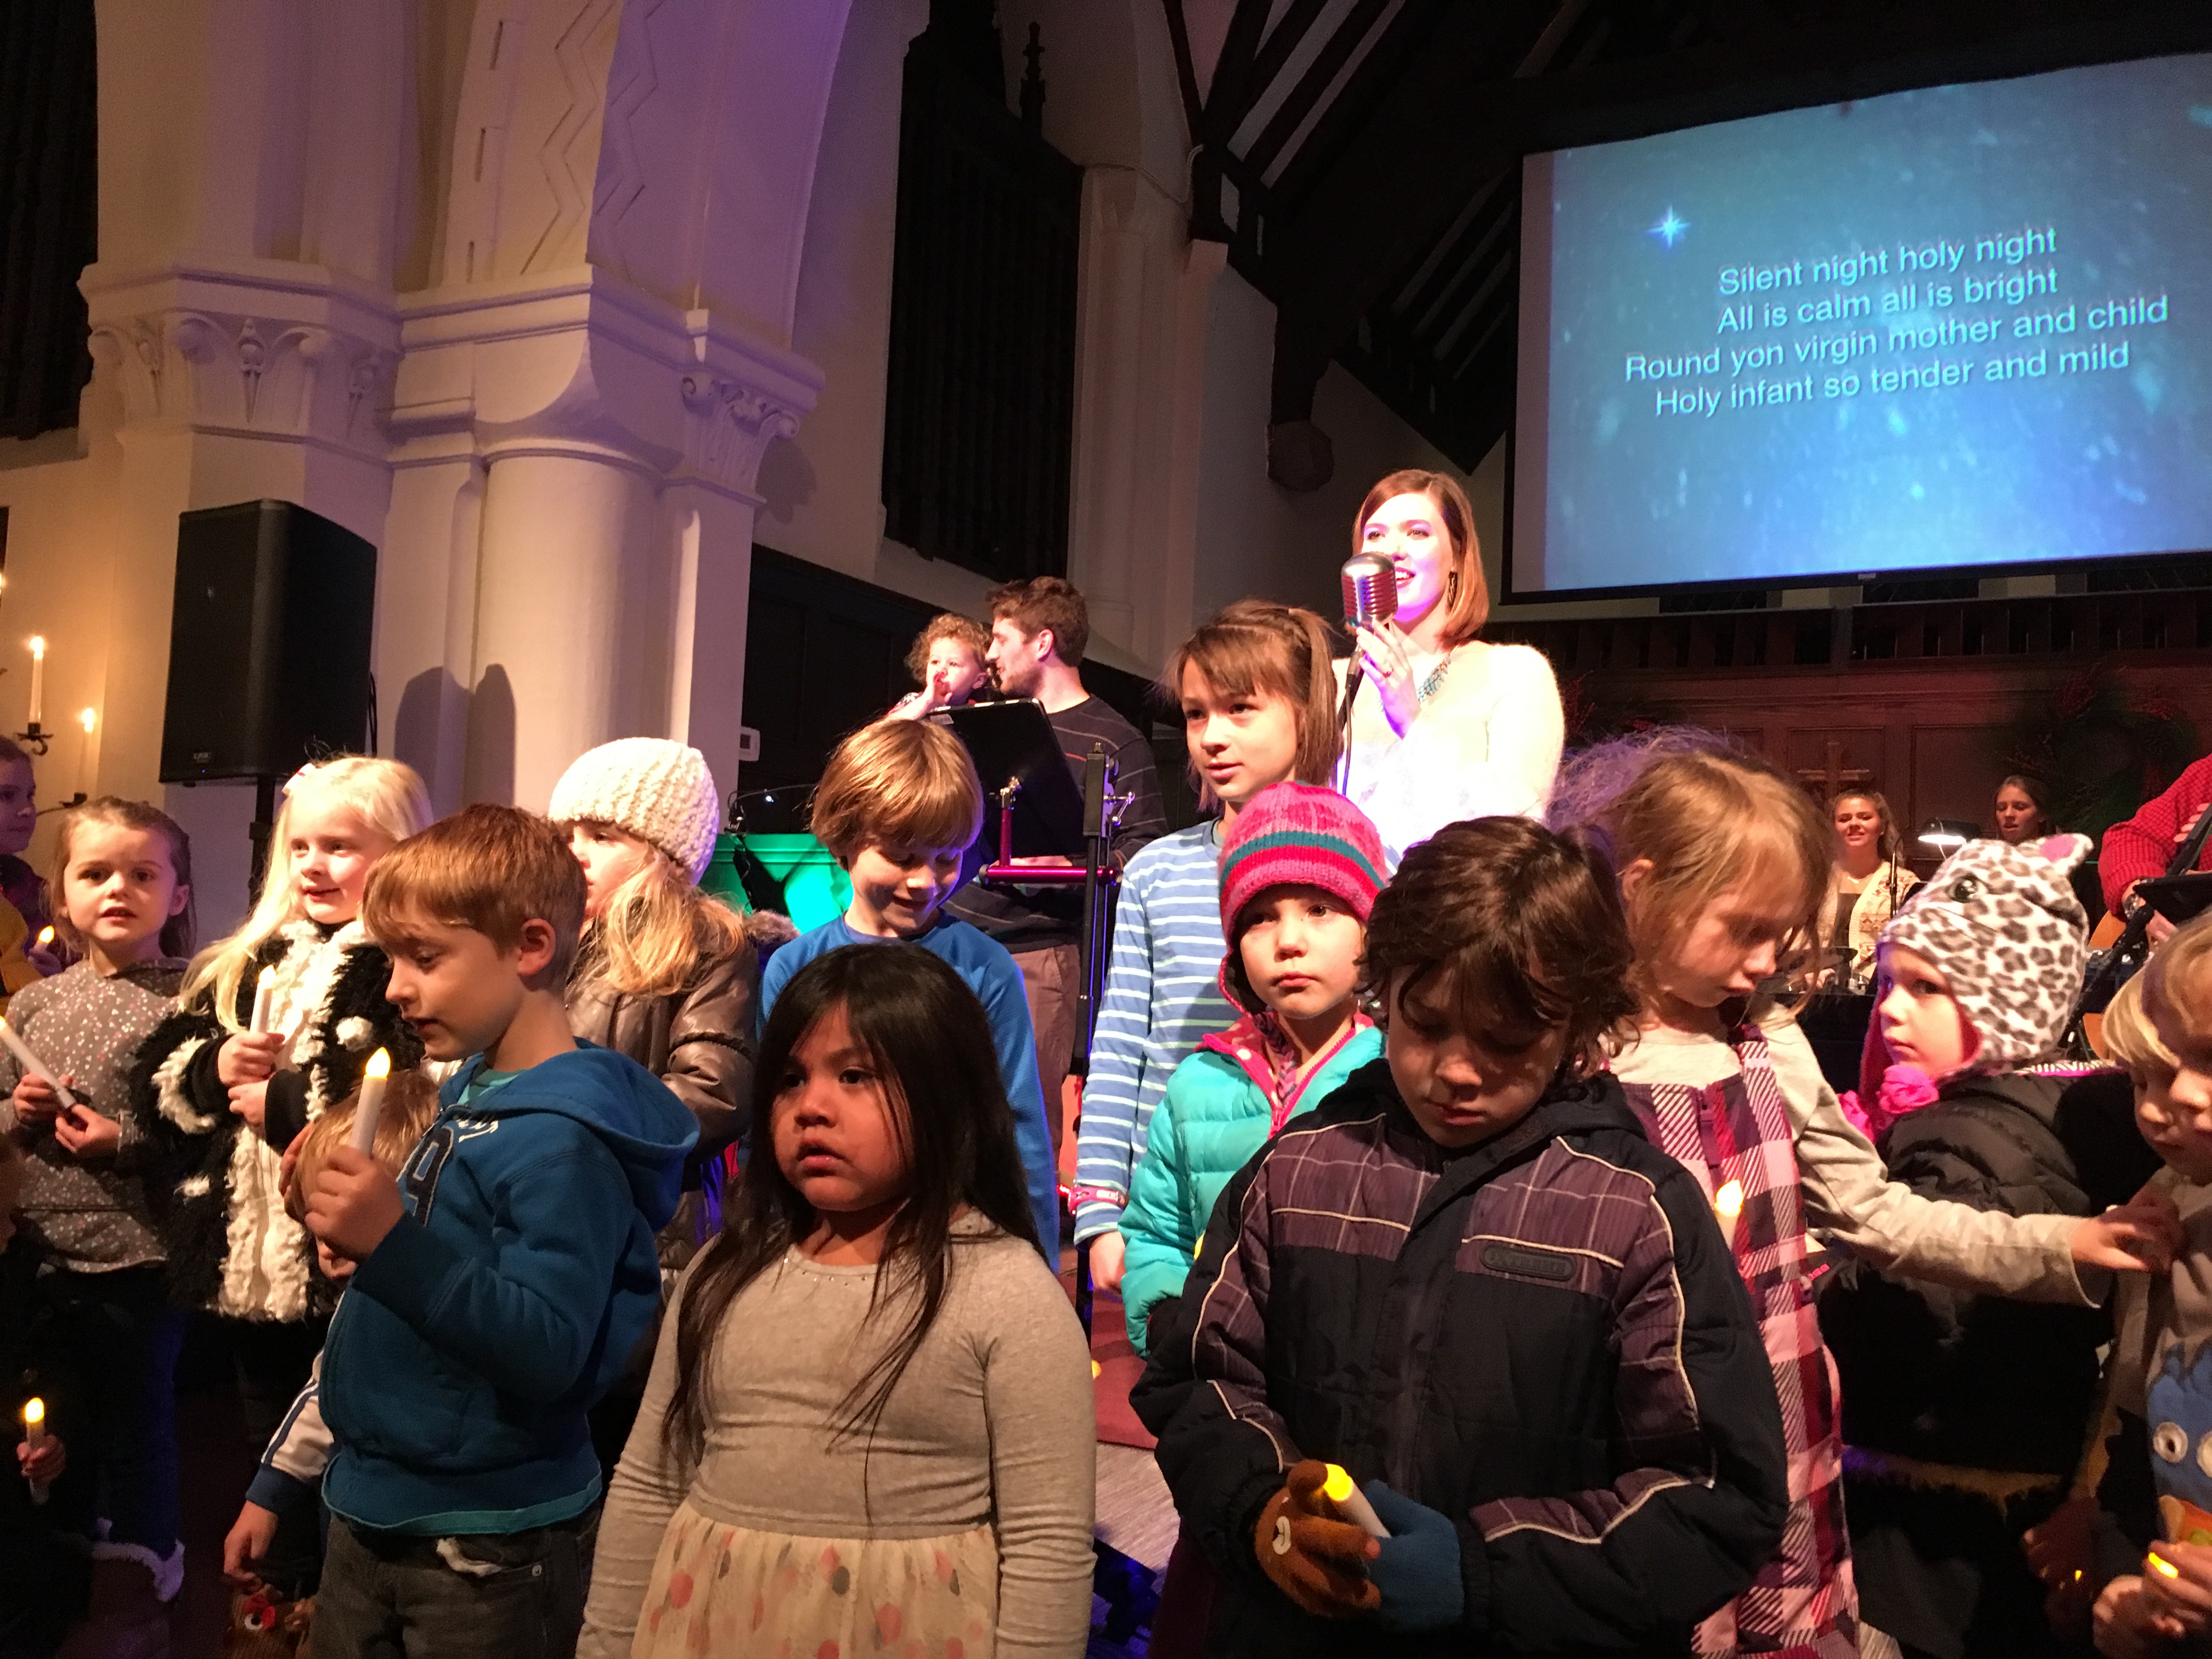 Silent night holy night
All is calm all is bright
Round yon virgin mother and child
Holy infant so tender and mild